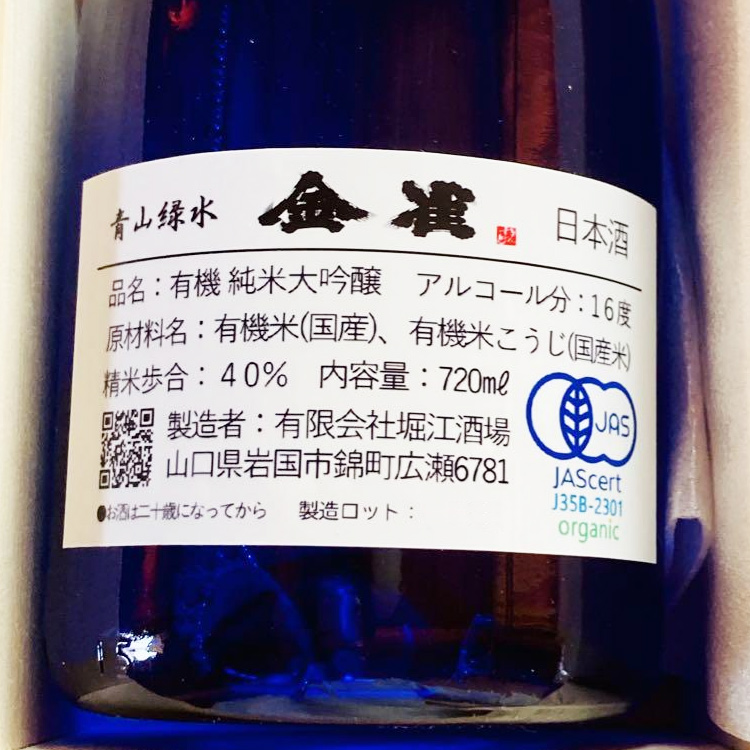 青山緑水 金雀 日本酒
品名：有機 純米大吟醸 アルコール分：16度
原材料名：有機米(国産)、有機米こうじ(国産米)
精米歩合：40% 内容量：720mℓ
製造者：有限会社堀江酒場
山口県岩国市錦町広瀬6781
●お酒は二十歳になってから 製造ロット：
JAS
JAScert
J35B-2301
organic